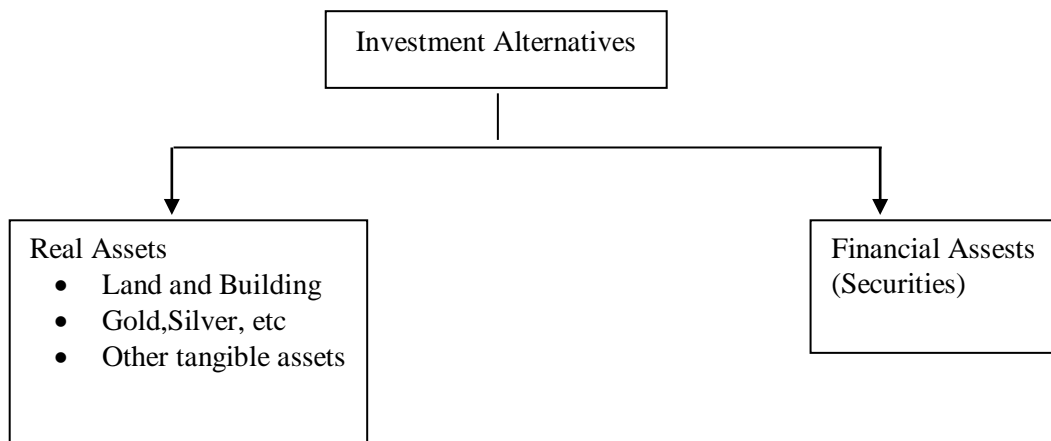 Investment Alternatives
Real Assets
• Land and Building
• Gold,Silver, etc
• Other tangible assets
Financial Assests
(Securities)